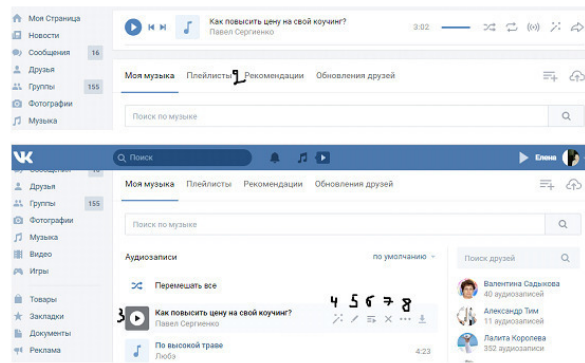 Моя Страница
Новости
Сообщения 16
Друзья
Группы 155
Фотографии
Музыка
Как повысить цену на свой коучинг?
Павел Сергиенко
3:02
Моя музыка Плейлисты 2 Рекомендации Обновления друзей
Поиск по музыке
Поиск
Елена
Друзья
Группы 155
Фотографии
Музыка
Видео
Игры
Товары
Закладки
Документы
Реклама
Моя музыка Плейлисты Рекомендации Обновления друзей
Поиск по музыке
Аудиозаписи по умолчанию
Перемешать все
4 5 6 7 8
3
Как повысить цену на свой коучинг?
Павел Сергиенко
По высокой траве
Любэ
4:23
Поиск друзей
Валентина Садыкова
40 аудиозаписей
Александр Тим
11 аудиозаписей
Лалита Королева
352 аудиозаписи